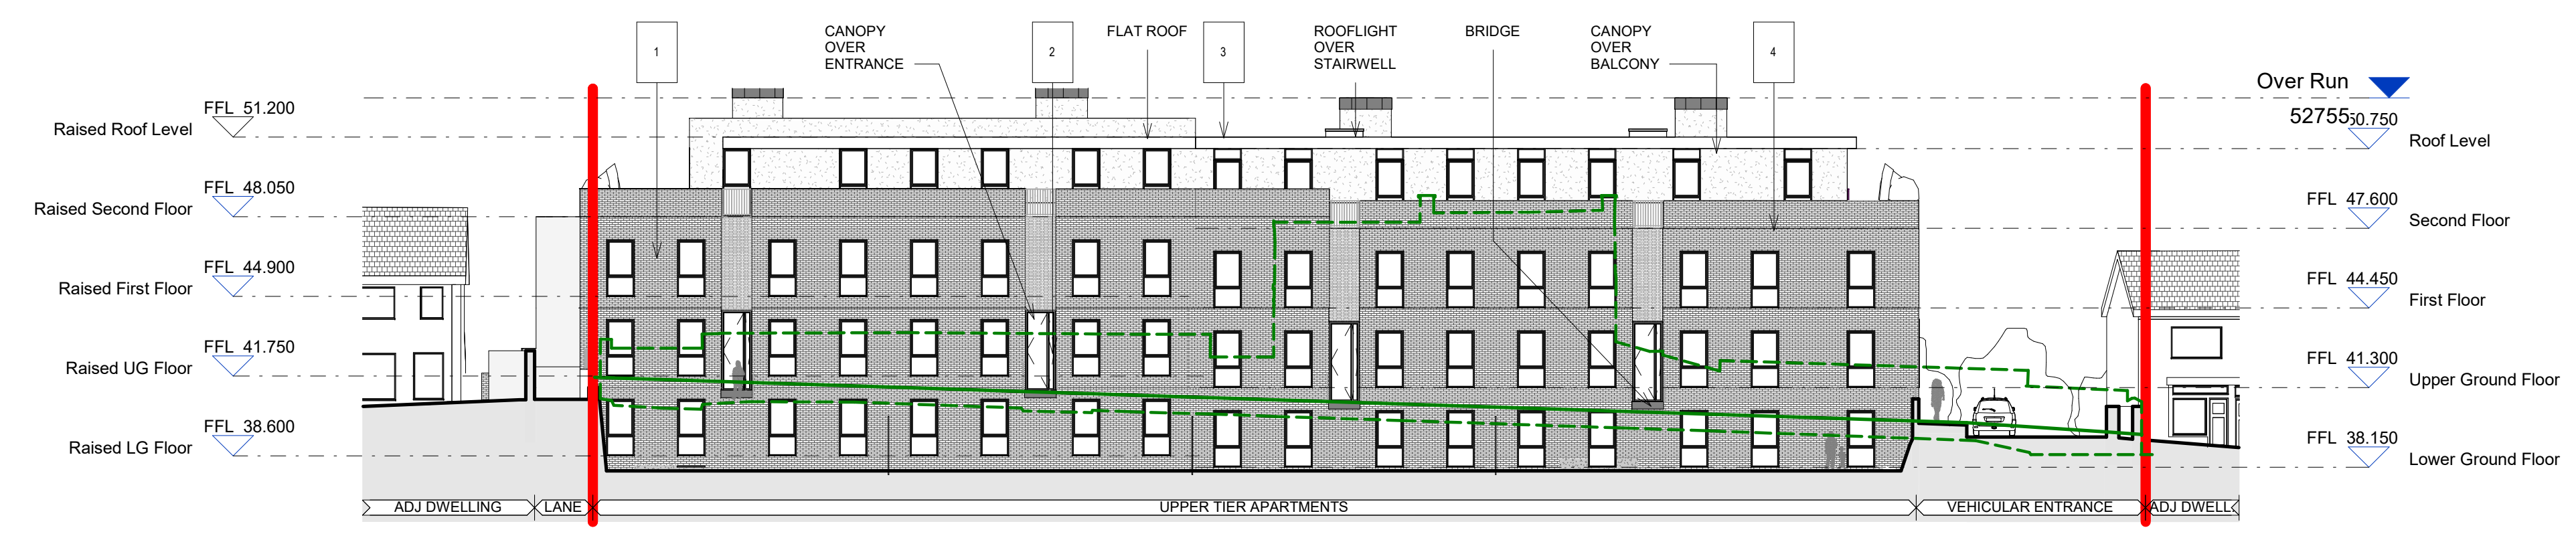 1
CANOPY
OVER
ENTRANCE
2
FLAT ROOF
3
ROOFLIGHT
OVER
STAIRWELL
BRIDGE
CANOPY
OVER
BALCONY
4
Over Run
52755
FFL 51.200
Raised Roof Level
50.750
Roof Level
FFL 48.050
Raised Second Floor
FFL 47.600
Second Floor
FFL 44.900
Raised First Floor
FFL 44.450
First Floor
FFL 41.750
Raised UG Floor
FFL 41.300
Upper Ground Floor
FFL 38.600
Raised LG Floor
FFL 38.150
Lower Ground Floor
ADJ DWELLING
LANE
UPPER TIER APARTMENTS
VEHICULAR ENTRANCE
ADJ DWELL